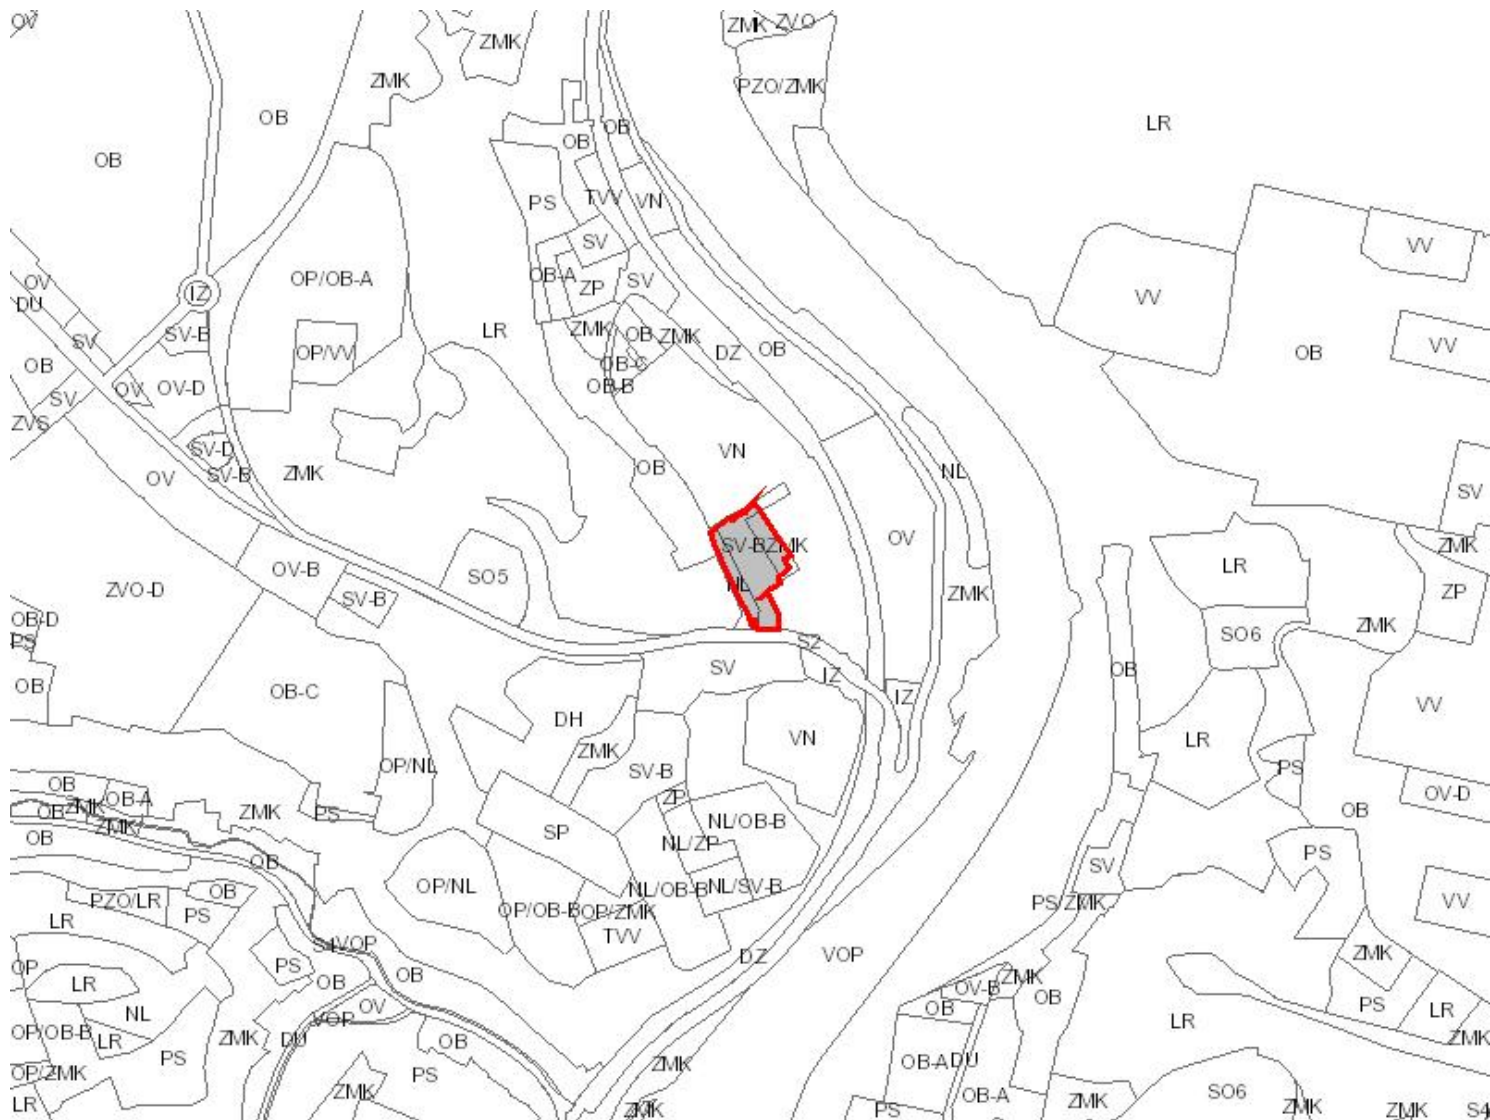 OV
ZMK
ZMK ZVO
ZMK
PZO/ZMK
OB
OB
LR
OB
OB
OB
PS
TVV
VN
SV
VV
OV
DU
IZ
OP/OB-A
OB-A
ZP
SV
VV
SV-B
SV
LR
ZMK
OB
ZMK
DZ
OB
OB
VV
OP/VV
OB
OB-C
OB-B
OV
OV-D
SV
ZVS
SV-D
SV-B
ZMK
OV
OB
VN
NL
SV
SV-B
ZMK
OV
ZMK
OV-B
SO5
LR
ZVO-D
SV-B
NL
ZMK
ZP
OB-D
PS
SZ
SO6
ZMK
OB
SV
IZ
OB
OB-C
IZ
VV
DH
VN
LR
ZMK
OP/NL
SV-B
PS
OB
OB-A
ZP
OV-D
OB
ZMK
ZMK
ZMK
PS
NL/OB-B
OB
OB
SP
NL/ZP
PS
OB
SV
OP/NL
NL/OB-B
NL/SV-B
OB
PZO/LR
PS
PS/ZMK
VV
LR
OP/OB-B
OP/ZMK
TVV
S4
VOP
DZ
VOP
ZMK
OP
PS
OB
OB
ZMK
LR
OV-B
OB
OB
NL
OV
PS
LR
VOP
LR
OP/OB-B
LR
ZMK
DU
OB
ZMK
PS
ZMK
OB-A
DU
OP/ZMK
PS
LR
ZMK
OB-A
SO6
ZMK
ZMK
PS
ZMK
ZMK
S4